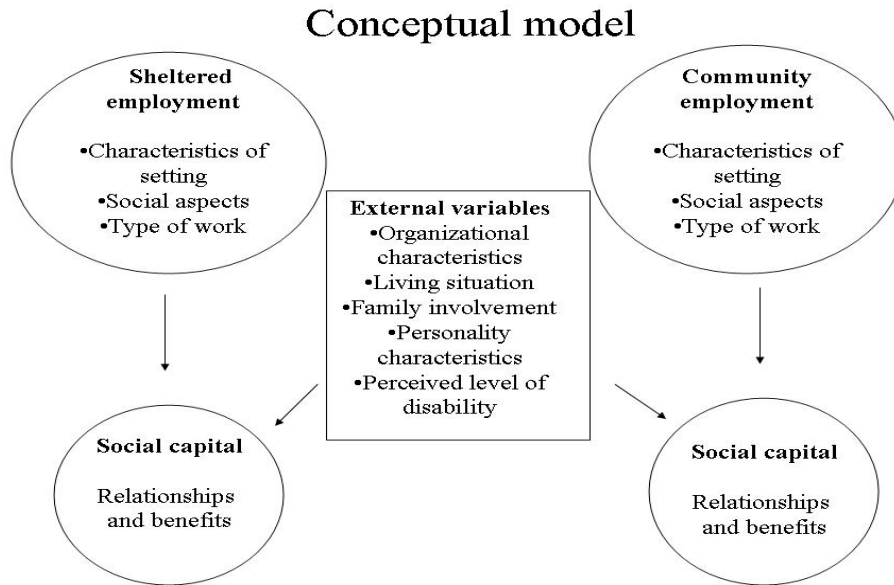 Conceptual model
Sheltered
employment
•Characteristics of
setting
•Social aspects
•Type of work
Community
employment
•Characteristics of
setting
•Social aspects
•Type of work
External variables
•Organizational
characteristics
•Living situation
•Family involvement
•Personality
characteristics
•Perceived level of
disability
Social capital
Relationships
and benefits
Social capital
Relationships
and benefits